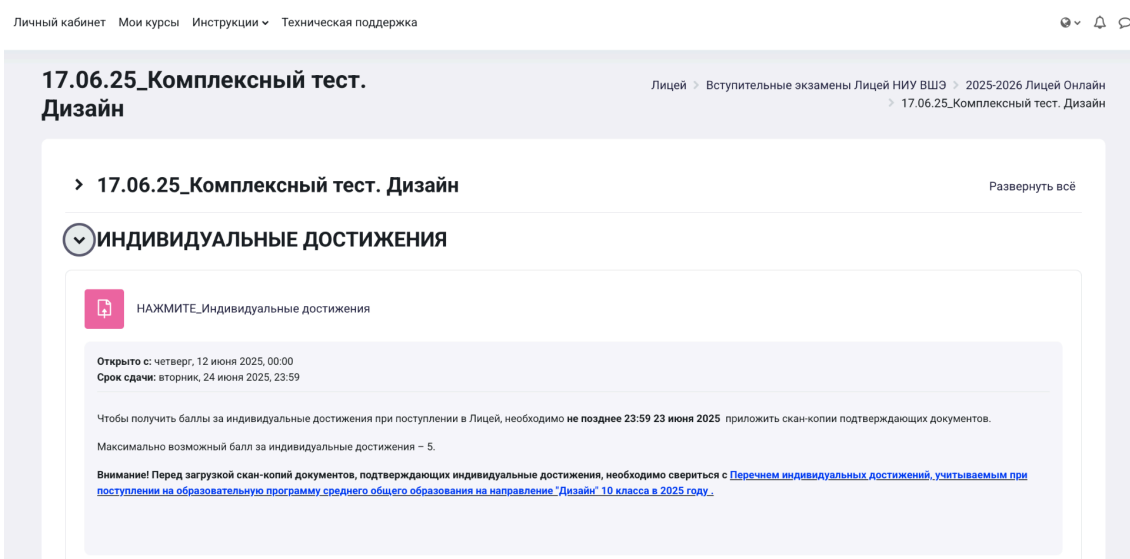 Личный кабинет Мои курсы Инструкции Техническая поддержка
17.06.25_Комплексный тест.
Дизайн
Лицей > Вступительные экзамены Лицей НИУ ВШЭ > 2025-2026 Лицей Онлайн
> 17.06.25_Комплексный тест. Дизайн
17.06.25_Комплексный тест. Дизайн
Развернуть всё
ИНДИВИДУАЛЬНЫЕ ДОСТИЖЕНИЯ
НАЖМИТЕ_Индивидуальные достижения
Открыто с: четверг, 12 июня 2025, 00:00
Срок сдачи: вторник, 24 июня 2025, 23:59
Чтобы получить баллы за индивидуальные достижения при поступлении в Лицей, необходимо не позднее 23:59 23 июня 2025 приложить скан-копии подтверждающих документов.
Максимально возможный балл за индивидуальные достижения – 5.
Внимание! Перед загрузкой скан-копий документов, подтверждающих индивидуальные достижения, необходимо свериться с Перечнем индивидуальных достижений, учитываемым при
поступлении на образовательную программу среднего общего образования на направление "Дизайн" 10 класса в 2025 году .